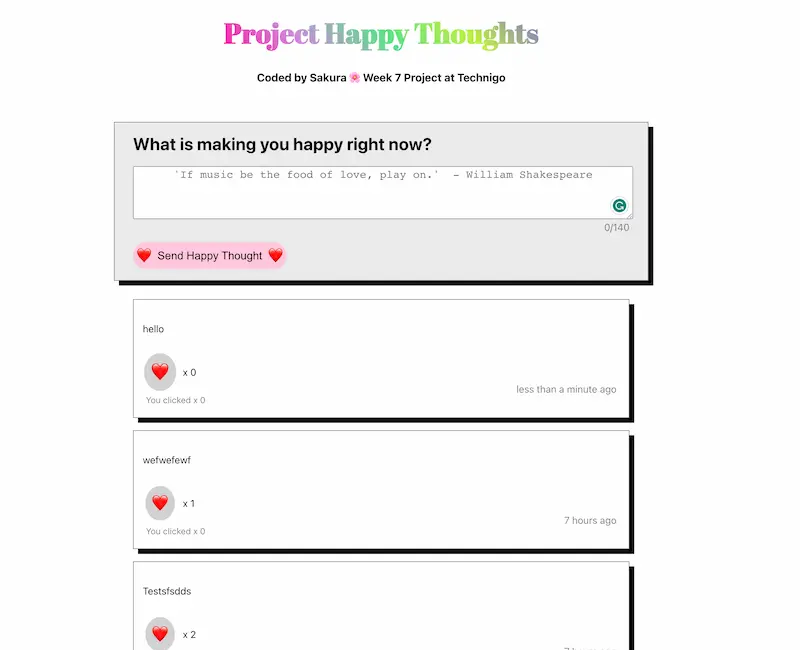 Project Happy Thoughts
Coded by Sakura 🌸 Week 7 Project at Technigo
What is making you happy right now?
'If music be the food of love, play on.' – William Shakespeare
0/140
❤️ Send Happy Thought ❤️
hello
❤️ x 0
You clicked x 0
less than a minute ago
wefwefewf
❤️ x 1
You clicked x 0
7 hours ago
Testsfsdds
❤️ x 2